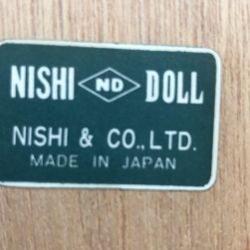 NISHI ND DOLL
NISHI & CO., LTD.
MADE IN JAPAN